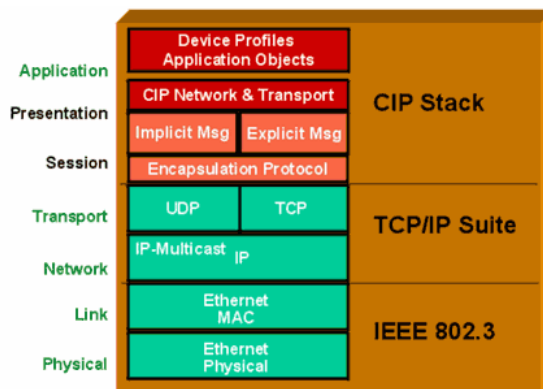 Application
Presentation
Session
Transport
Network
Link
Physical
Device Profiles
Application Objects
CIP Network & Transport
Implicit Msg
Explicit Msg
Encapsulation Protocol
UDP
TCP
IP-Multicast
IP
Ethernet
MAC
Ethernet
Physical
CIP Stack
TCP/IP Suite
IEEE 802.3